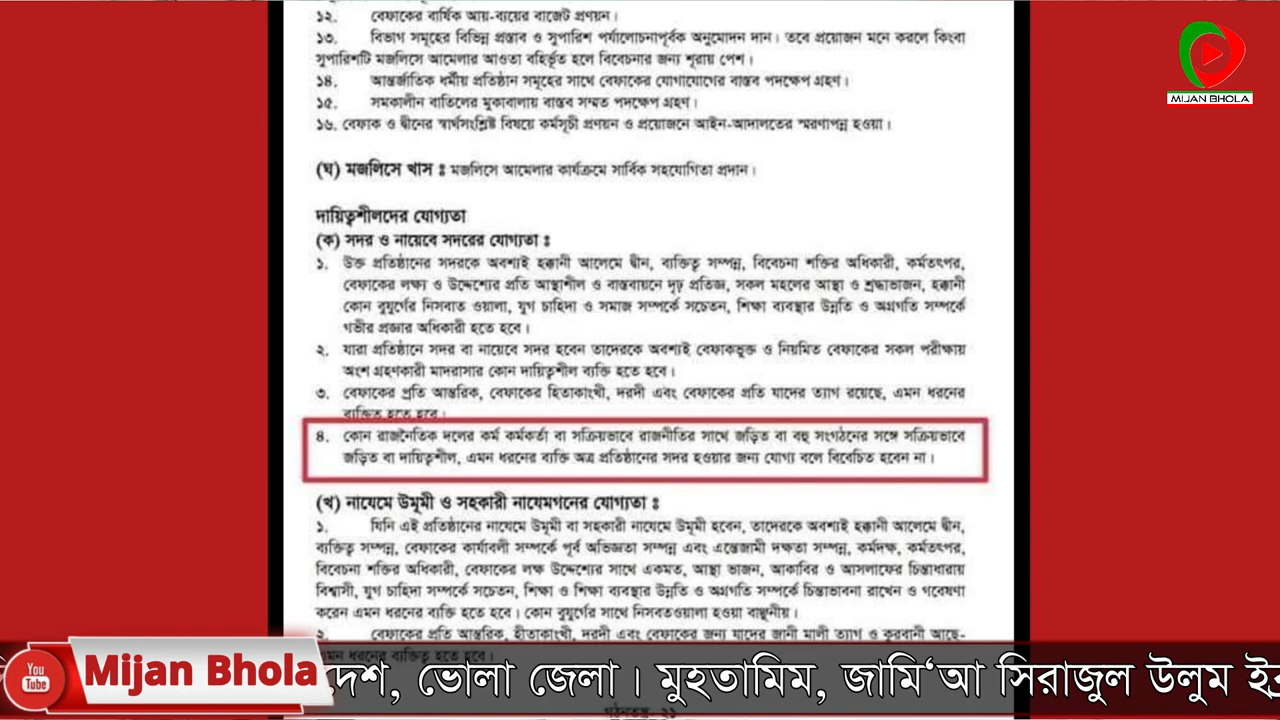 ১২. বেফাকের বার্ষিক আয়-ব্যয়ের বাজেট প্রণয়ন।
১৩. বিভাগ সমূহের বিভিন্ন প্রস্তাব ও সুপারিশ পর্যালোচনাপূর্বক অনুমোদন দান। তবে প্রয়োজন মনে করলে কিংবা
সুপারিশটি মজলিসে আমেলার আওতা বহির্ভূত হলে বিবেচনার জন্য শূরায় পেশ।
১৪. আন্তর্জাতিক ধর্মীয় প্রতিষ্ঠান সমূহের সাথে বেফাকের যোগাযোগের বাস্তব পদক্ষেপ গ্রহণ।
১৫. সমকালীন বাতিলের মুকাবালায় বাস্তব সম্মত পদক্ষেপ গ্রহণ।
১৬. বেফাক ও দ্বীনের স্বার্থসংশ্লিষ্ট বিষয়ে কর্মসূচী প্রণয়ন ও প্রয়োজনে আইন-আদালতের স্মরণাপন্ন হওয়া।
(ঘ) মজলিসে খাস ঃ মজলিসে আমেলার কার্যক্রমে সার্বিক সহযোগিতা প্রদান।
দায়িত্বশীলদের যোগ্যতা
(ক) সদর ও নায়েবে সদরের যোগ্যতা ঃ
১. উক্ত প্রতিষ্ঠানের সদরকে অবশ্যই হক্কানী আলেমে দ্বীন, ব্যক্তিত্ব সম্পন্ন, বিবেচনা শক্তির অধিকারী, কর্মতৎপর,
বেফাকের লক্ষ্য ও উদ্দেশ্যের প্রতি আস্থাশীল ও বাস্তবায়নে দৃঢ় প্রতিজ্ঞ, সকল মহলের আস্থা ও শ্রদ্ধাভাজন, হক্কানী
কোন বুযুর্গের নিসবাত ওয়ালা, যুগ চাহিদা ও সমাজ সম্পর্কে সচেতন, শিক্ষা ব্যবস্থার উন্নতি ও অগ্রগতি সম্পর্কে
গভীর প্রজ্ঞার অধিকারী হতে হবে।
২. যারা প্রতিষ্ঠানে সদর বা নায়েবে সদর হবেন তাদেরকে অবশ্যই বেফাকভুক্ত ও নিয়মিত বেফাকের সকল পরীক্ষায়
অংশ গ্রহণকারী মাদরাসার কোন দায়িত্বশীল ব্যক্তি হতে হবে।
৩. বেফাকের প্রতি আন্তরিক, বেফাকের হিতাকাংখী, দরদী এবং বেফাকের প্রতি যাদের ত্যাগ রয়েছে, এমন ধরনের
ব্যক্তিত্ব হতে হবে।
৪. কোন রাজনৈতিক দলের কর্ম কর্মকর্তা বা সক্রিয়ভাবে রাজনীতির সাথে জড়িত বা বহু সংগঠনের সঙ্গে সক্রিয়ভাবে
জড়িত বা দায়িত্বশীল, এমন ধরনের ব্যক্তি অত্র প্রতিষ্ঠানের সদর হওয়ার জন্য যোগ্য বলে বিবেচিত হবেন না।
(খ) নাযেমে উমূমী ও সহকারী নাযেমগনের যোগ্যতা ঃ
১. যিনি এই প্রতিষ্ঠানের নাযেমে উমূমী বা সহকারী নাযেমে উমূমী হবেন, তাদেরকে অবশ্যই হক্কানী আলেমে দ্বীন,
ব্যক্তিত্ব সম্পন্ন, বেফাকের কার্যাবলী সম্পর্কে পূর্ব অভিজ্ঞতা সম্পন্ন এবং এন্তেজামী দক্ষতা সম্পন্ন, কর্মদক্ষ, কর্মতৎপর,
বিবেচনা শক্তির অধিকারী, বেফাকের লক্ষ উদ্দেশ্যের সাথে একমত, আস্থা ভাজন, আকাবির ও আসলাফের চিন্তাধারায়
বিশ্বাসী, যুগ চাহিদা সম্পর্কে সচেতন, শিক্ষা ও শিক্ষা ব্যবস্থার উন্নতি ও অগ্রগতি সম্পর্কে চিন্তাভাবনা রাখেন ও গবেষণা
করেন এমন ধরনের ব্যক্তি হতে হবে। কোন বুযুর্গের সাথে নিসবতওয়ালা হওয়া বাঞ্ছনীয়।
২. বেফাকের প্রতি আন্তরিক, হীতাকাংখী, দরদী এবং বেফাকের জন্য যাদের জানী মালী ত্যাগ ও কুরবানী আছে-
এমন ধরনের ব্যক্তিত্ব হতে হবে।
MIJAN BHOLA
You Tube
Mijan Bhola
দেশ, ভোলা জেলা। মুহতামিম, জামি‘আ সিরাজুল উলুম